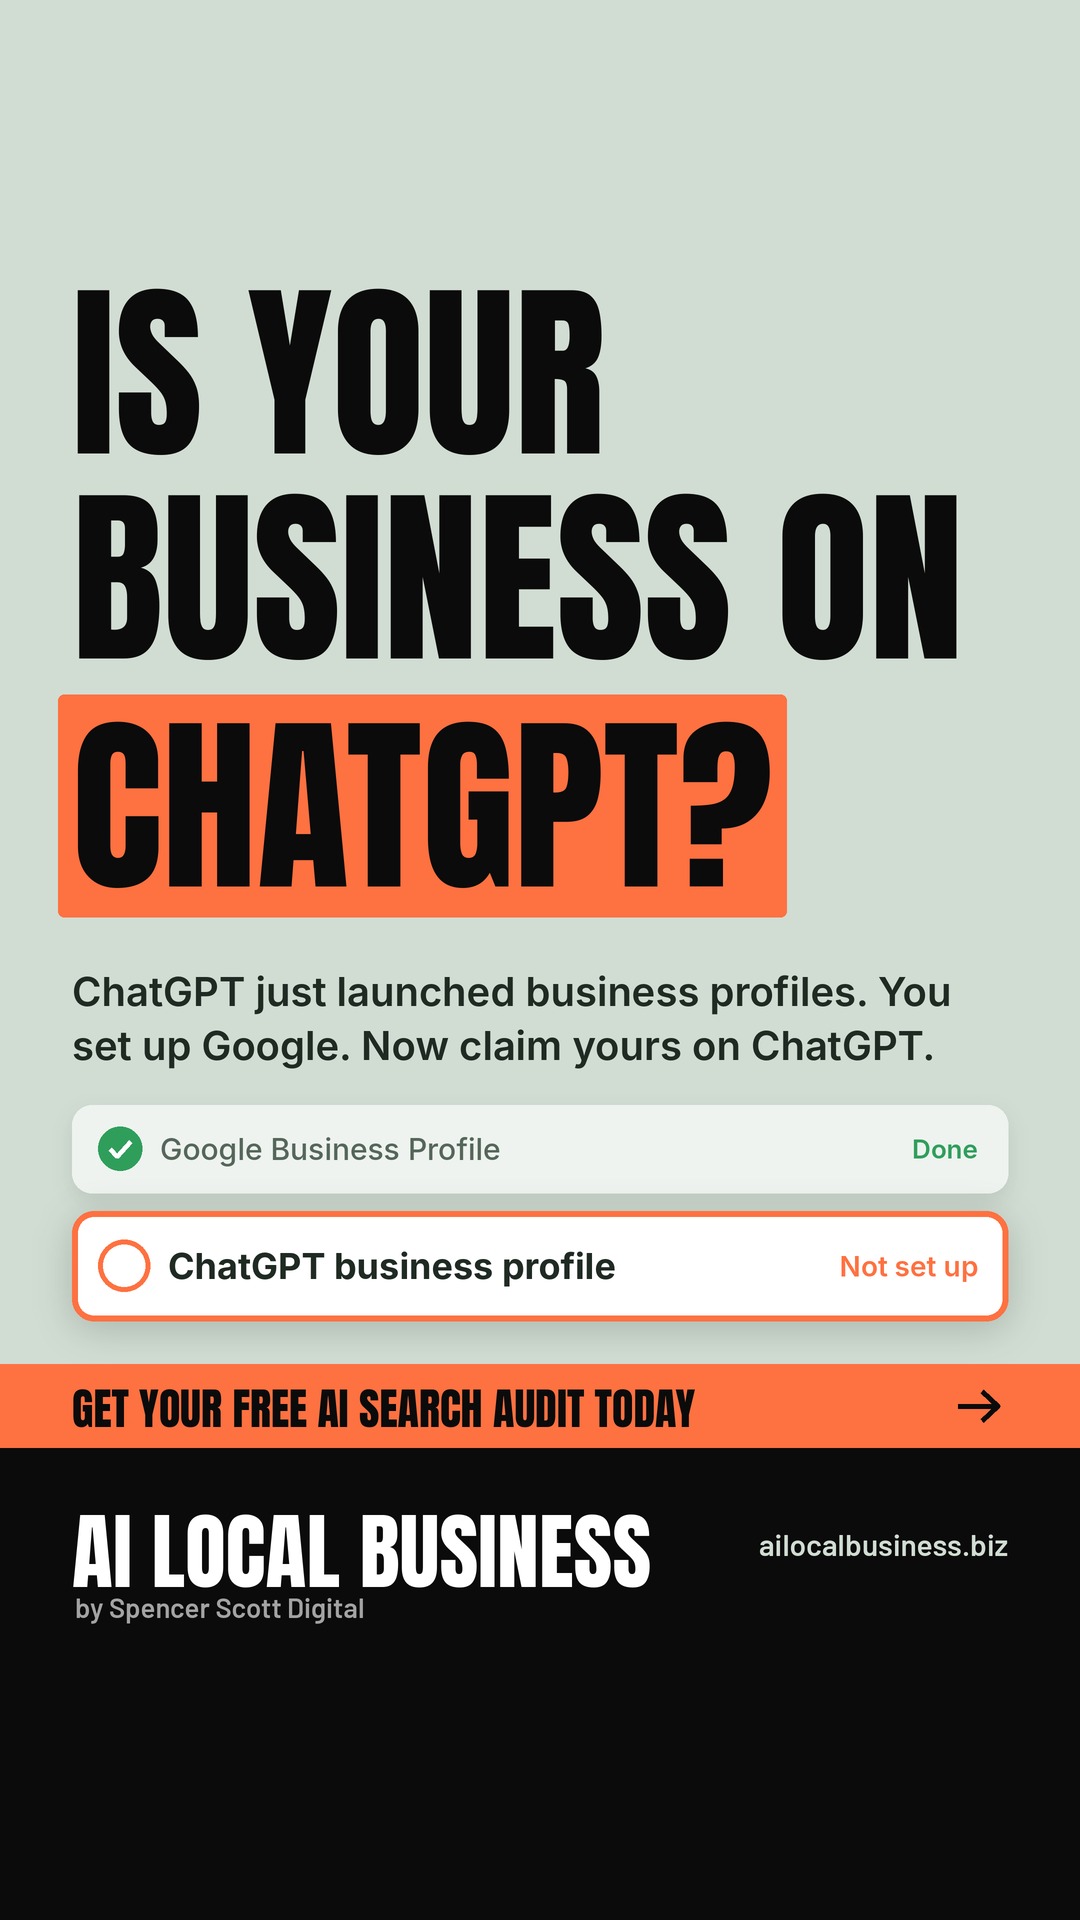 IS YOUR
BUSINESS ON
CHATGPT?
ChatGPT just launched business profiles. You
set up Google. Now claim yours on ChatGPT.
Google Business Profile Done
ChatGPT business profile Not set up
GET YOUR FREE AI SEARCH AUDIT TODAY
AI LOCAL BUSINESS
ailocalbusiness.biz
by Spencer Scott Digital